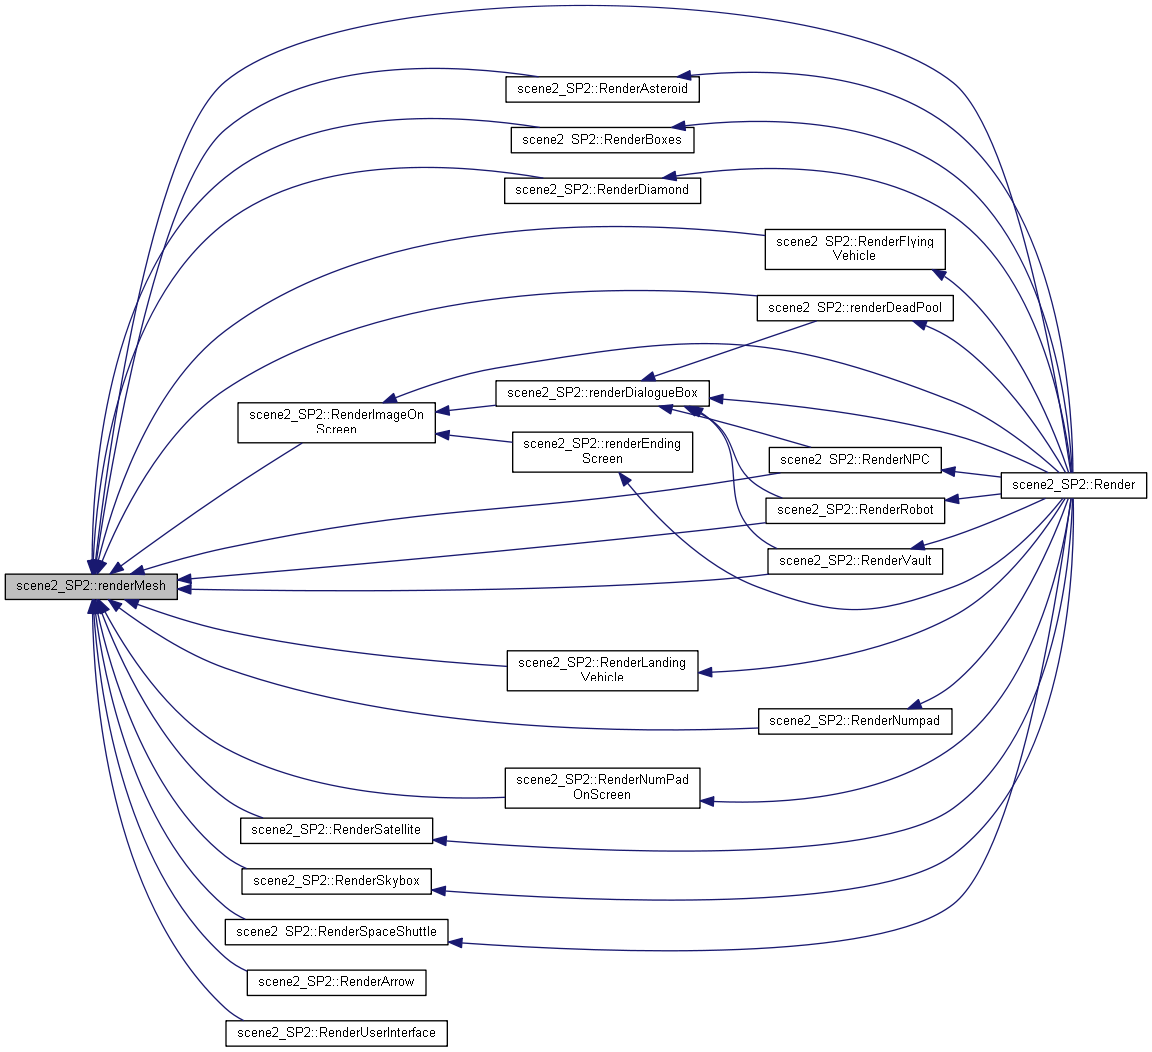 scene2_SP2::RenderAsteroid
scene2_SP2::RenderBoxes
scene2_SP2::RenderDiamond
scene2_SP2::RenderFlying
Vehicle
scene2_SP2::renderDeadPool
scene2_SP2::renderDialogueBox
scene2_SP2::RenderImageOn
Screen
scene2_SP2::renderEnding
Screen
scene2_SP2::RenderNPC
scene2_SP2::Render
scene2_SP2::RenderRobot
scene2_SP2::RenderVault
scene2_SP2::renderMesh
scene2_SP2::RenderLanding
Vehicle
scene2_SP2::RenderNumpad
scene2_SP2::RenderNumPad
OnScreen
scene2_SP2::RenderSatellite
scene2_SP2::RenderSkybox
scene2_SP2::RenderSpaceShuttle
scene2_SP2::RenderArrow
scene2_SP2::RenderUserInterface